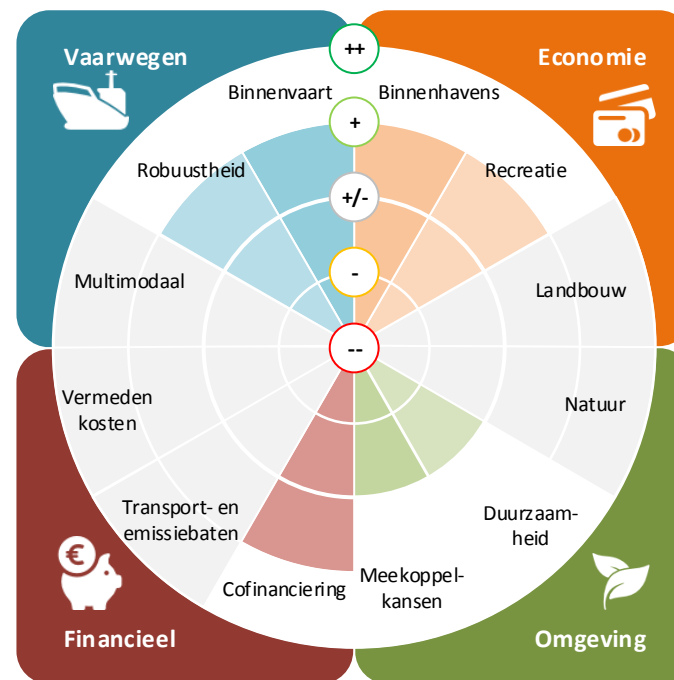 Vaarwegen
++
Economie
Binnenvaart
Binnenhavens
+
Robuustheid
Recreatie
+/-
Multimodaal
-
Landbouw
--
Vermeden
kosten
Natuur
Transport- en
emissiebaten
Duurzaam-
heid
€
Cofinanciering
Meekoppel-
kansen
Financieel
Omgeving